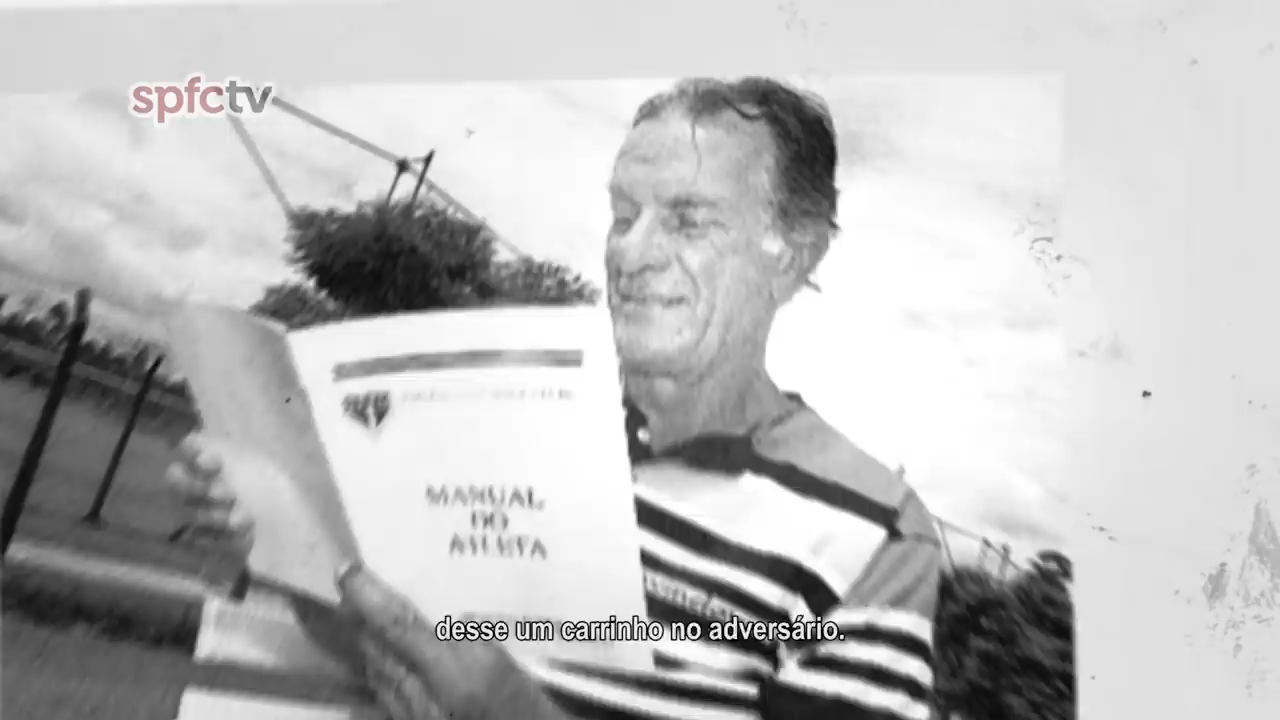 spfctv
MANUAL
DO
ATLETA
desse um carrinho no adversário.